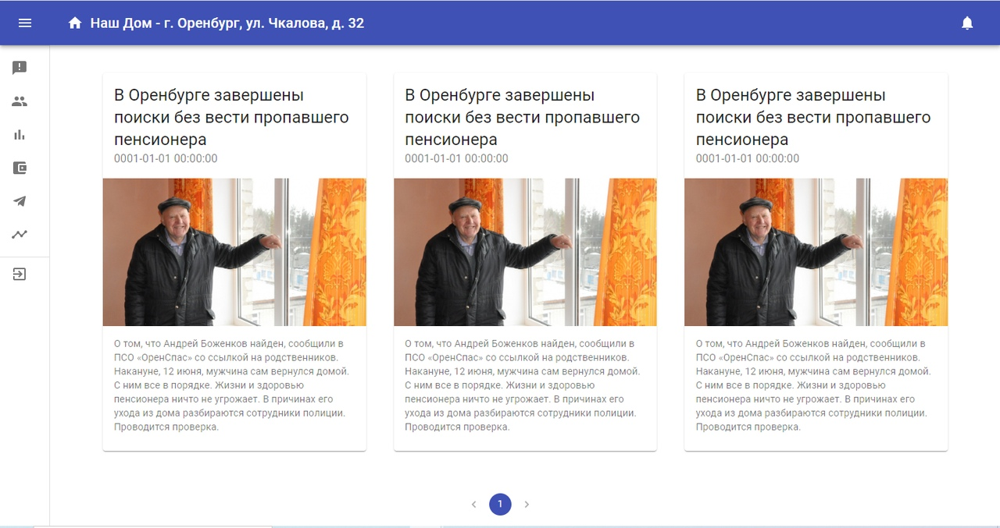 Наш Дом - г. Оренбург, ул. Чкалова, д. 32
В Оренбурге завершены
поиски без вести пропавшего
пенсионера
0001-01-01 00:00:00
О том, что Андрей Боженков найден, сообщили в
ПСО «ОренСпас» со ссылкой на родственников.
Накануне, 12 июня, мужчина сам вернулся домой.
С ним все в порядке. Жизни и здоровью
пенсионера ничто не угрожает. В причинах его
ухода из дома разбираются сотрудники полиции.
Проводится проверка.
В Оренбурге завершены
поиски без вести пропавшего
пенсионера
0001-01-01 00:00:00
О том, что Андрей Боженков найден, сообщили в
ПСО «ОренСпас» со ссылкой на родственников.
Накануне, 12 июня, мужчина сам вернулся домой.
С ним все в порядке. Жизни и здоровью
пенсионера ничто не угрожает. В причинах его
ухода из дома разбираются сотрудники полиции.
Проводится проверка.
В Оренбурге завершены
поиски без вести пропавшего
пенсионера
0001-01-01 00:00:00
О том, что Андрей Боженков найден, сообщили в
ПСО «ОренСпас» со ссылкой на родственников.
Накануне, 12 июня, мужчина сам вернулся домой.
С ним все в порядке. Жизни и здоровью
пенсионера ничто не угрожает. В причинах его
ухода из дома разбираются сотрудники полиции.
Проводится проверка.
1